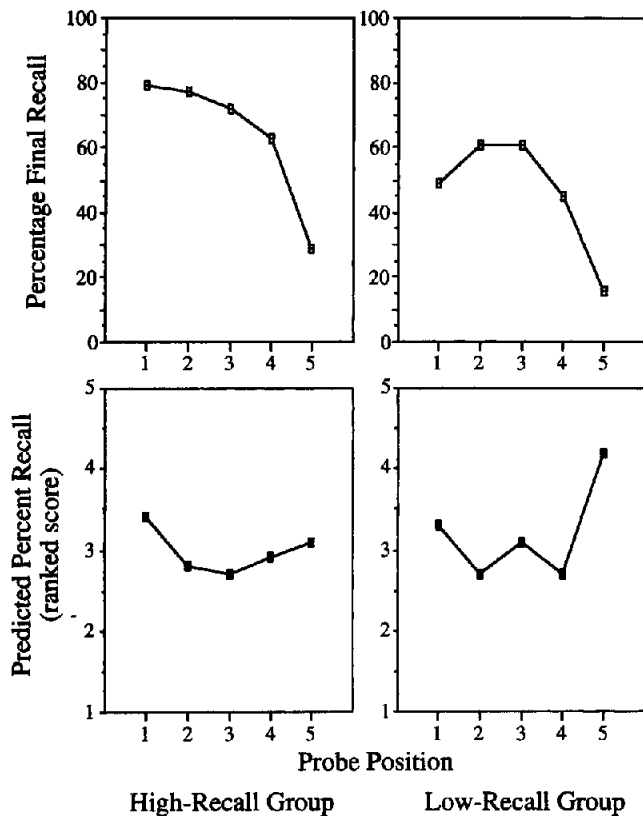 Percentage Final Recall
100
80
60
40
20
0
1 2 3 4 5
100
80
60
40
20
0
1 2 3 4 5
Predicted Percent Recall
(ranked score)
5
4
3
2
1
1 2 3 4 5
5
4
3
2
1
1 2 3 4 5
Probe Position
High-Recall Group
Low-Recall Group